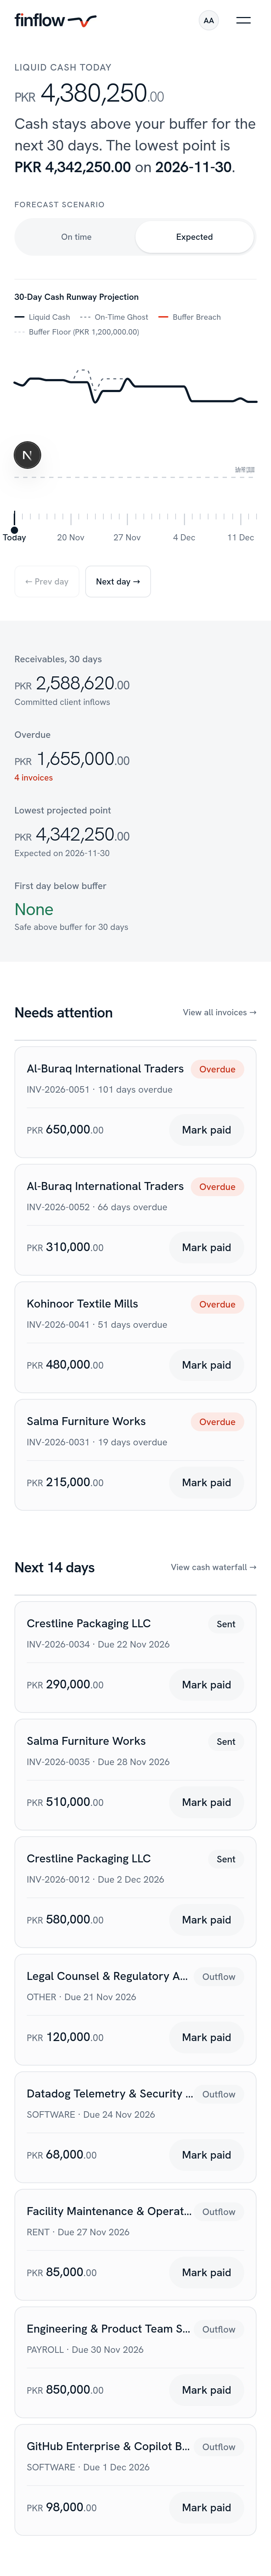 finflow
AA
LIQUID CASH TODAY
PKR 4,380,250.00
Cash stays above your buffer for the
next 30 days. The lowest point is
PKR 4,342,250.00 on 2026-11-30.
FORECAST SCENARIO
On time
Expected
30-Day Cash Runway Projection
Liquid Cash
On-Time Ghost
Buffer Breach
Buffer Floor (PKR 1,200,000.00)
N
Today
20 Nov
27 Nov
4 Dec
11 Dec
← Prev day
Next day →
Receivables, 30 days
PKR 2,588,620.00
Committed client inflows
Overdue
PKR 1,655,000.00
4 invoices
Lowest projected point
PKR 4,342,250.00
Expected on 2026-11-30
First day below buffer
None
Safe above buffer for 30 days
Needs attention
View all invoices →
Al-Buraq International Traders
Overdue
INV-2026-0051 · 101 days overdue
PKR 650,000.00
Mark paid
Al-Buraq International Traders
Overdue
INV-2026-0052 · 66 days overdue
PKR 310,000.00
Mark paid
Kohinoor Textile Mills
Overdue
INV-2026-0041 · 51 days overdue
PKR 480,000.00
Mark paid
Salma Furniture Works
Overdue
INV-2026-0031 · 19 days overdue
PKR 215,000.00
Mark paid
Next 14 days
View cash waterfall →
Crestline Packaging LLC
Sent
INV-2026-0034 · Due 22 Nov 2026
PKR 290,000.00
Mark paid
Salma Furniture Works
Sent
INV-2026-0035 · Due 28 Nov 2026
PKR 510,000.00
Mark paid
Crestline Packaging LLC
Sent
INV-2026-0012 · Due 2 Dec 2026
PKR 580,000.00
Mark paid
Legal Counsel & Regulatory A...
Outflow
OTHER · Due 21 Nov 2026
PKR 120,000.00
Mark paid
Datadog Telemetry & Security ...
Outflow
SOFTWARE · Due 24 Nov 2026
PKR 68,000.00
Mark paid
Facility Maintenance & Operat...
Outflow
RENT · Due 27 Nov 2026
PKR 85,000.00
Mark paid
Engineering & Product Team S...
Outflow
PAYROLL · Due 30 Nov 2026
PKR 850,000.00
Mark paid
GitHub Enterprise & Copilot B...
Outflow
SOFTWARE · Due 1 Dec 2026
PKR 98,000.00
Mark paid